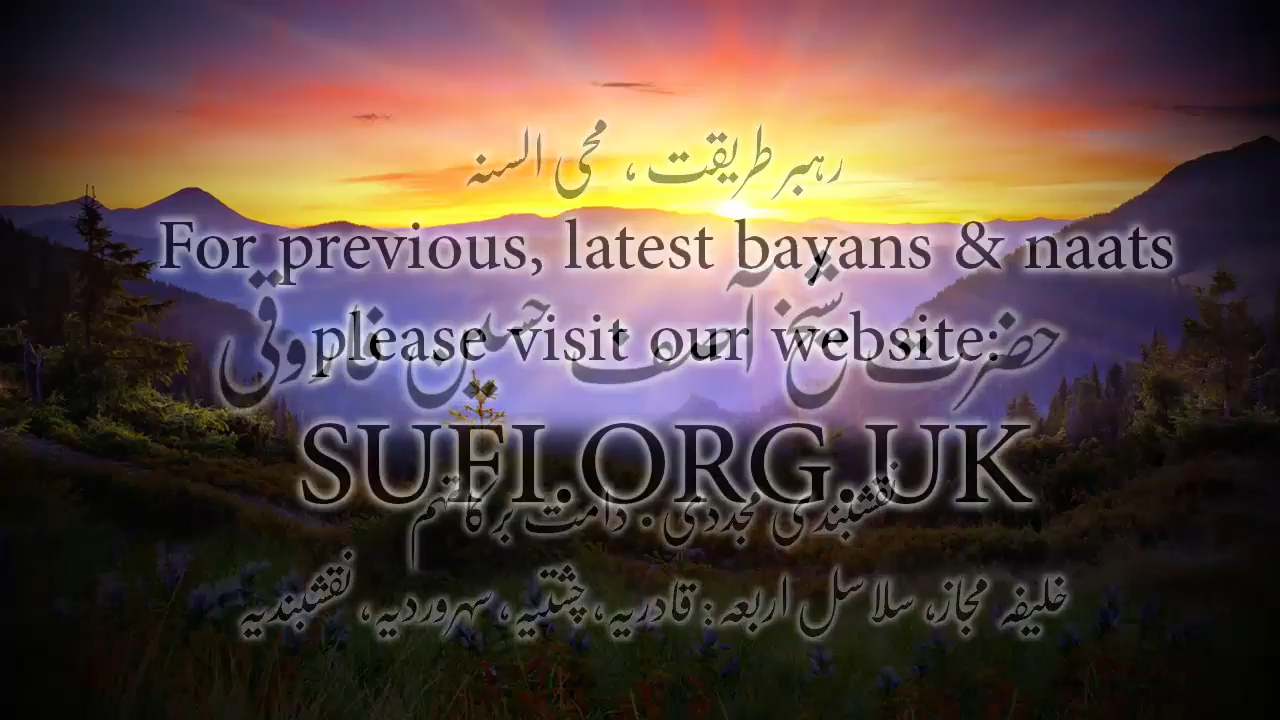 رہبر طریقت، محی السنہ
For previous, latest bayans & naats
حضرت شیخ آصف حسین فاروقی
please visit our website:
SUFI.ORG.UK
نقشبندی مجددی۔ دامت برکاتہم
خلیفہ مجاز، سلاسل اربعہ: قادریہ، چشتیہ، سہروردیہ، نقشبندیہ